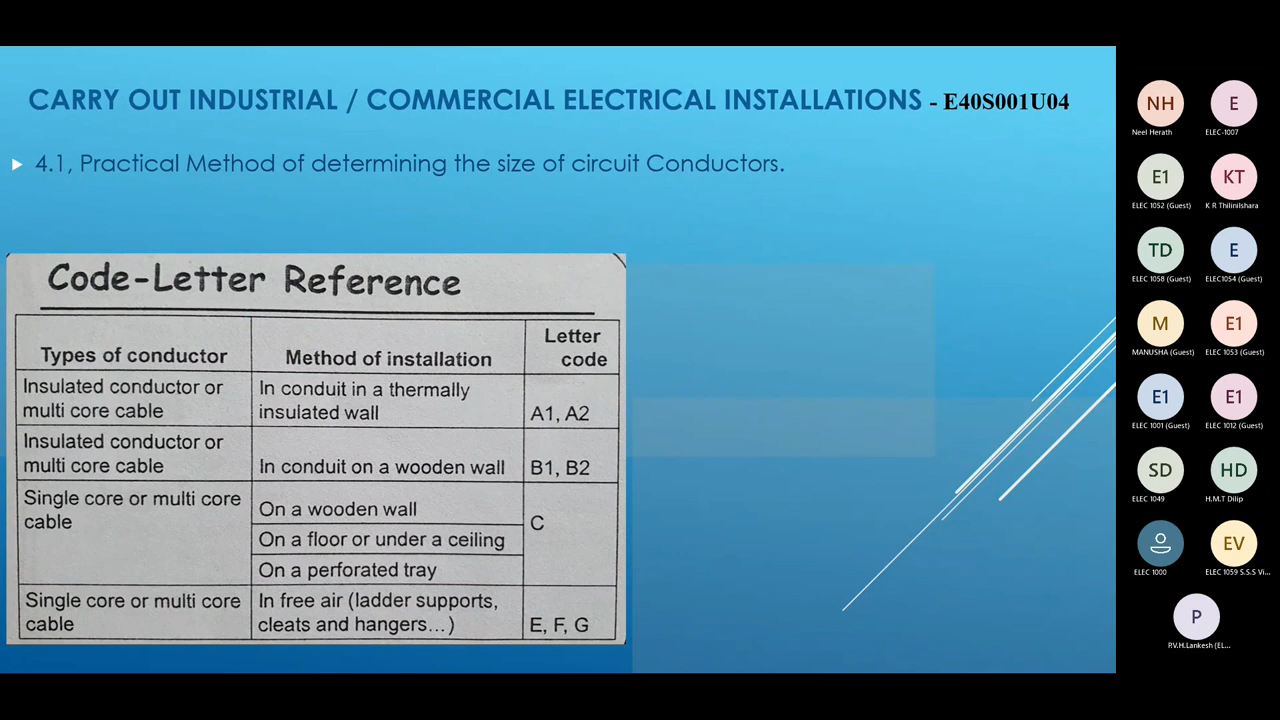 CARRY OUT INDUSTRIAL / COMMERCIAL ELECTRICAL INSTALLATIONS - E40S001U04
4.1, Practical Method of determining the size of circuit Conductors.
Code-Letter Reference
Types of conductor
Method of installation
Letter
code
Insulated conductor or
multi core cable
In conduit in a thermally
insulated wall
A1, A2
Insulated conductor or
multi core cable
In conduit on a wooden wall
B1, B2
Single core or multi core
cable
On a wooden wall
On a floor or under a ceiling
On a perforated tray
C
Single core or multi core
cable
In free air (ladder supports,
cleats and hangers...)
E, F, G
NH
Neel Herath
E
ELEC-1007
E1
ELEC 1052 (Guest)
KT
K R Thilinilshara
TD
ELEC 1058 (Guest)
E
ELEC1054 (Guest)
M
MANUSHA (Guest)
E1
ELEC 1053 (Guest)
E1
ELEC 1001 (Guest)
E1
ELEC 1012 (Guest)
SD
ELEC 1049
HD
H.M.T Dilip
ELEC 1000
EV
ELEC 1059 S.S.S Vi...
P
P.V.H.Lankesh (EL...